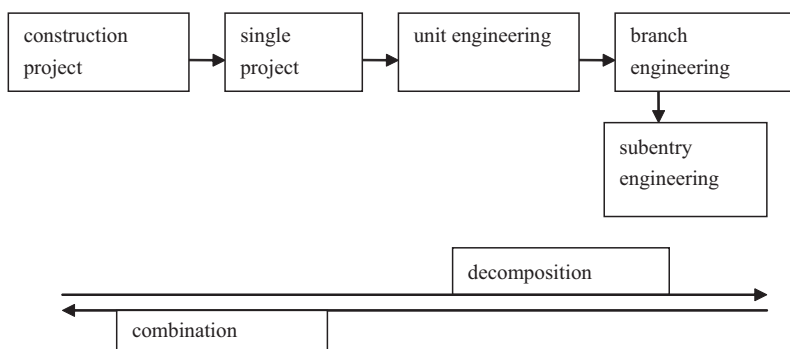 construction
project
single
project
unit engineering
branch
engineering
subentry
engineering
decomposition
combination